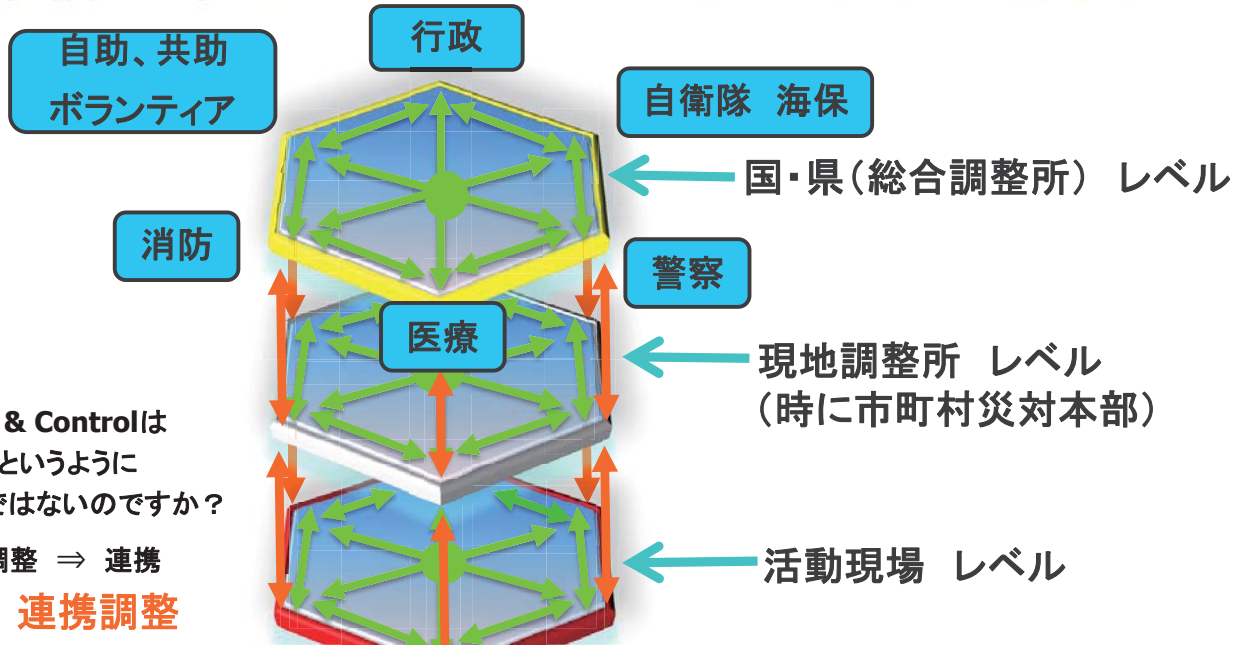 行政
自助、共助
ボランティア
自衛隊 海保
国・県（総合調整所） レベル
消防
警察
医療
現地調整所 レベル
（時に市町村災対本部）
& Controlは
というように
ではないのですか？
調整 ⇒ 連携
連携調整
活動現場 レベル